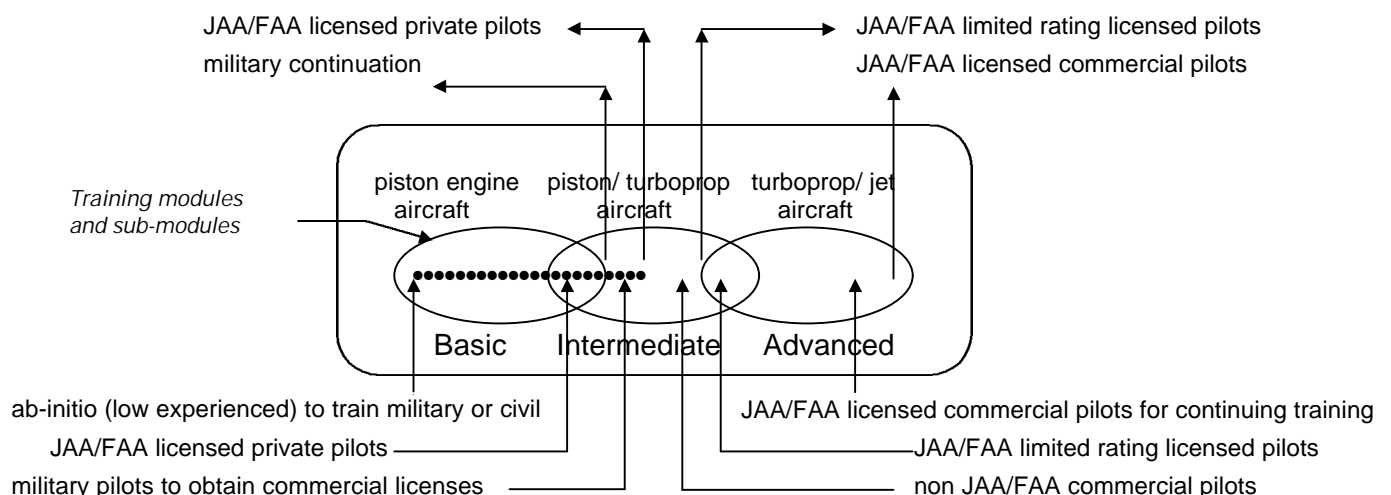 JAA/FAA licensed private pilots
JAA/FAA limited rating licensed pilots
military continuation
JAA/FAA licensed commercial pilots
Training modules
and sub-modules
piston engine
aircraft
piston/ turboprop
aircraft
turboprop/ jet
aircraft
Basic
Intermediate
Advanced
ab-initio (low experienced) to train military or civil
JAA/FAA licensed commercial pilots for continuing training
JAA/FAA licensed private pilots
JAA/FAA limited rating licensed pilots
military pilots to obtain commercial licenses
non JAA/FAA commercial pilots